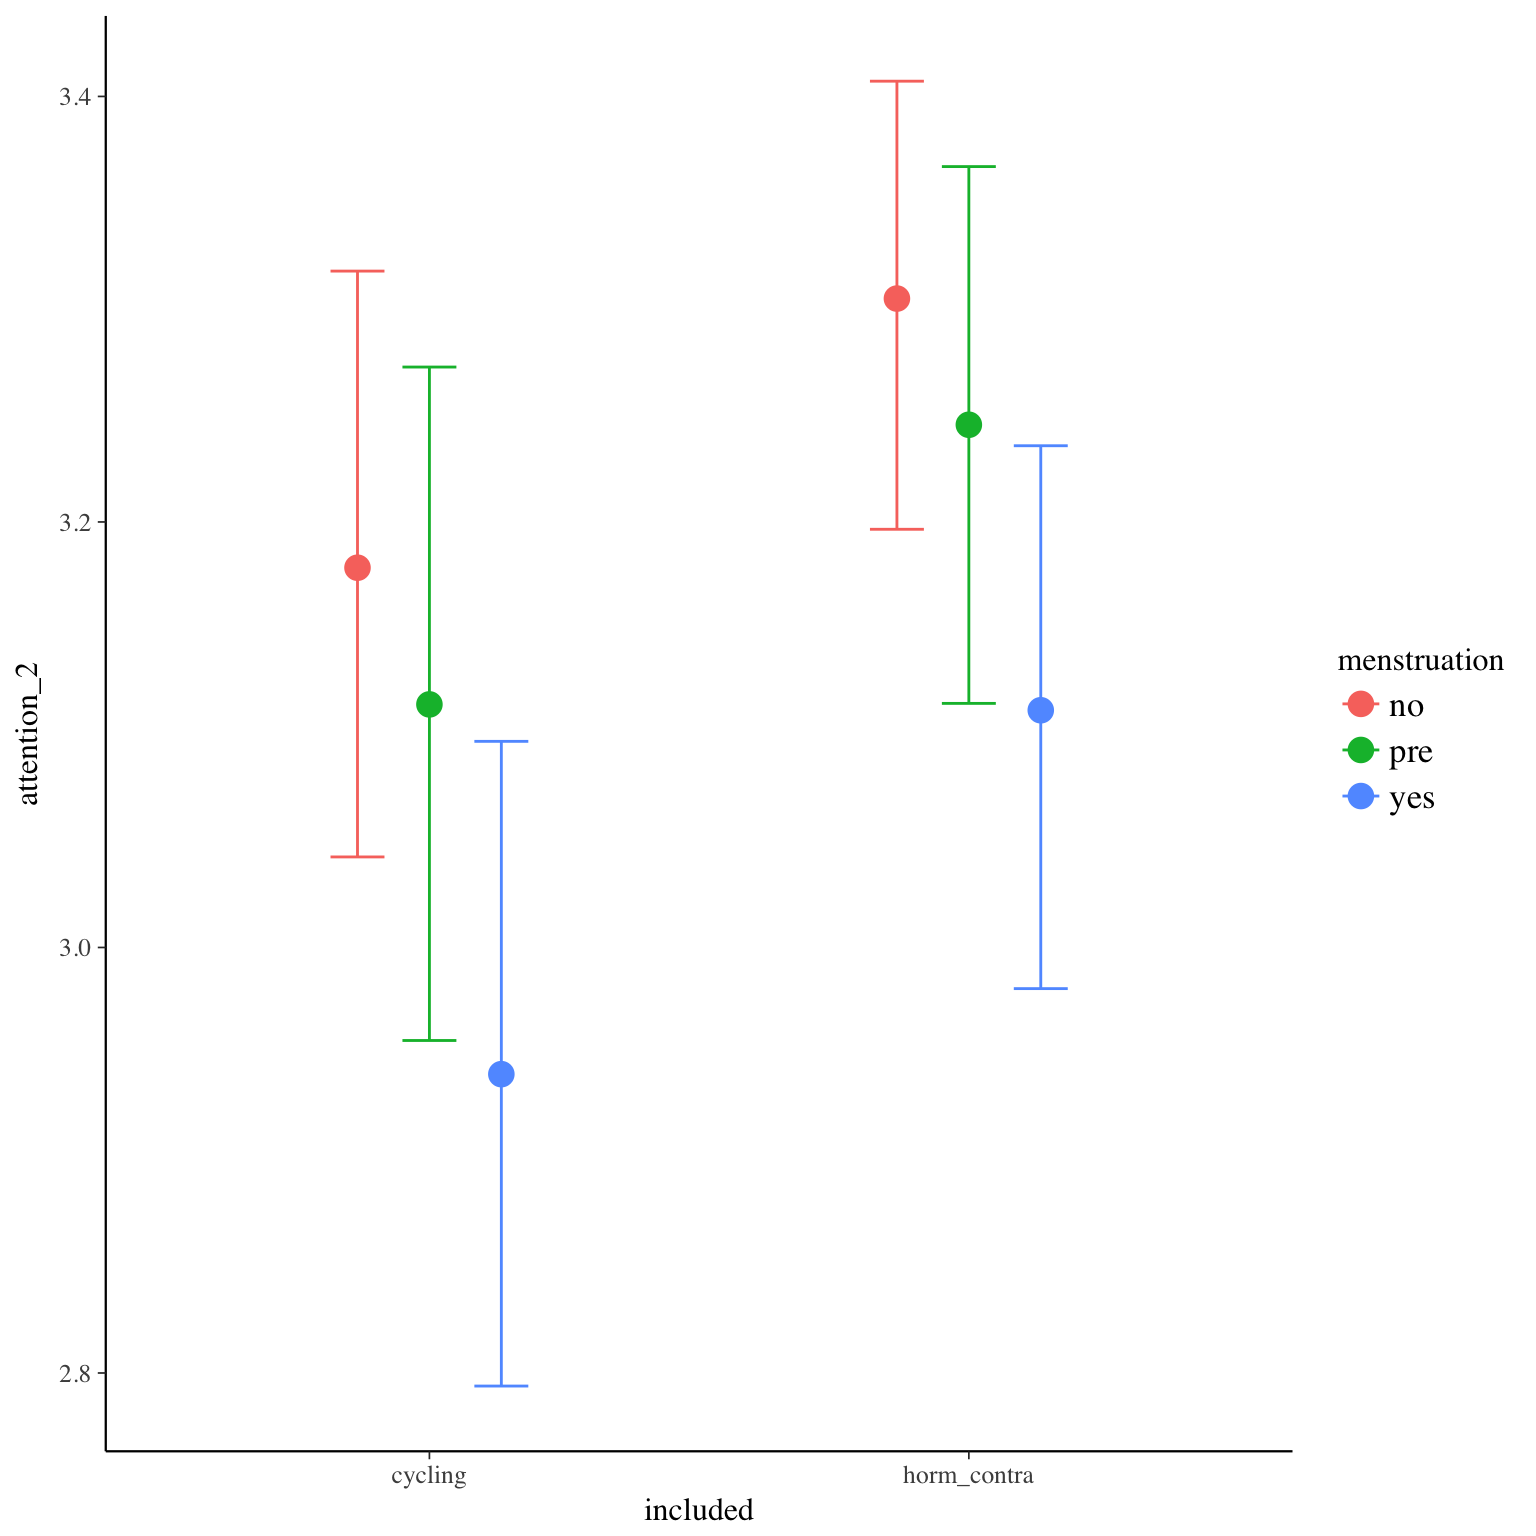 3.4
3.2
3.0
2.8
attention_2
cycling
horm_contra
included
menstruation
no
pre
yes